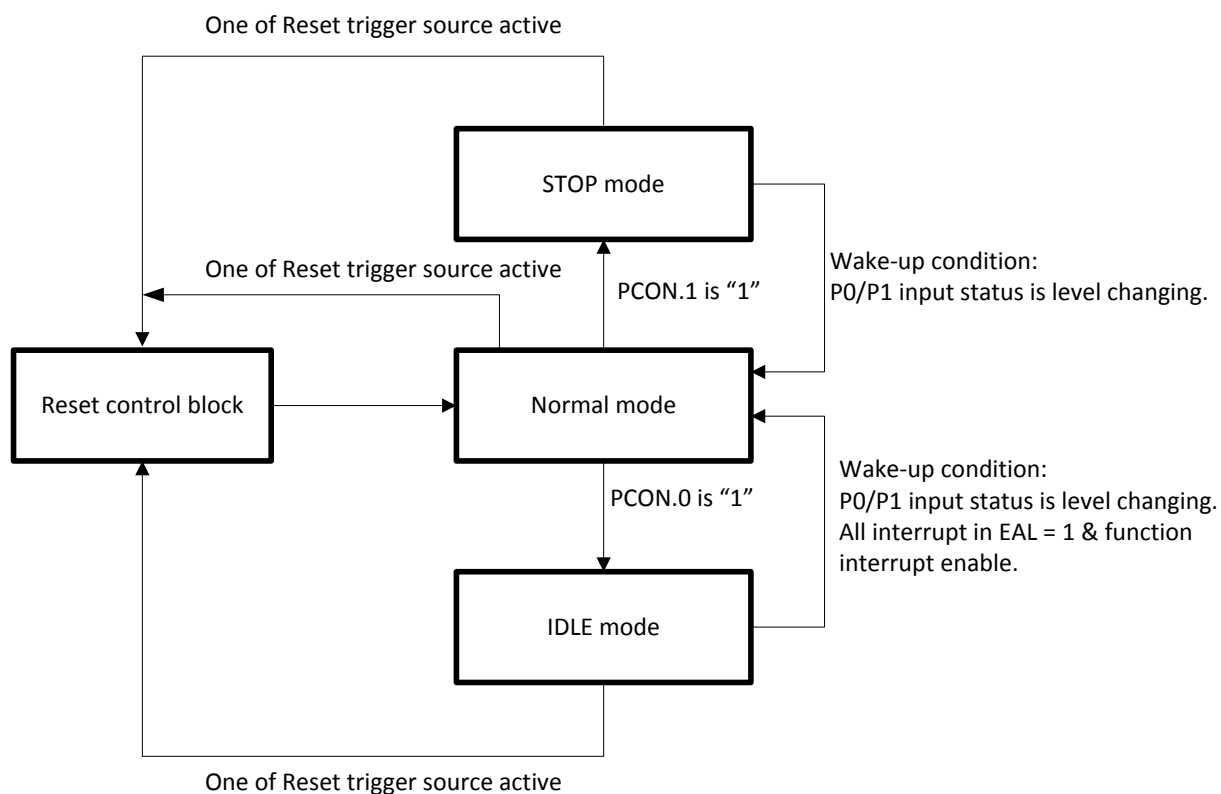 One of Reset trigger source active
STOP mode
One of Reset trigger source active
PCON.1 is “1”
Wake-up condition:
P0/P1 input status is level changing.
Reset control block
Normal mode
PCON.0 is “1”
Wake-up condition:
P0/P1 input status is level changing.
All interrupt in EAL = 1 & function
interrupt enable.
IDLE mode
One of Reset trigger source active